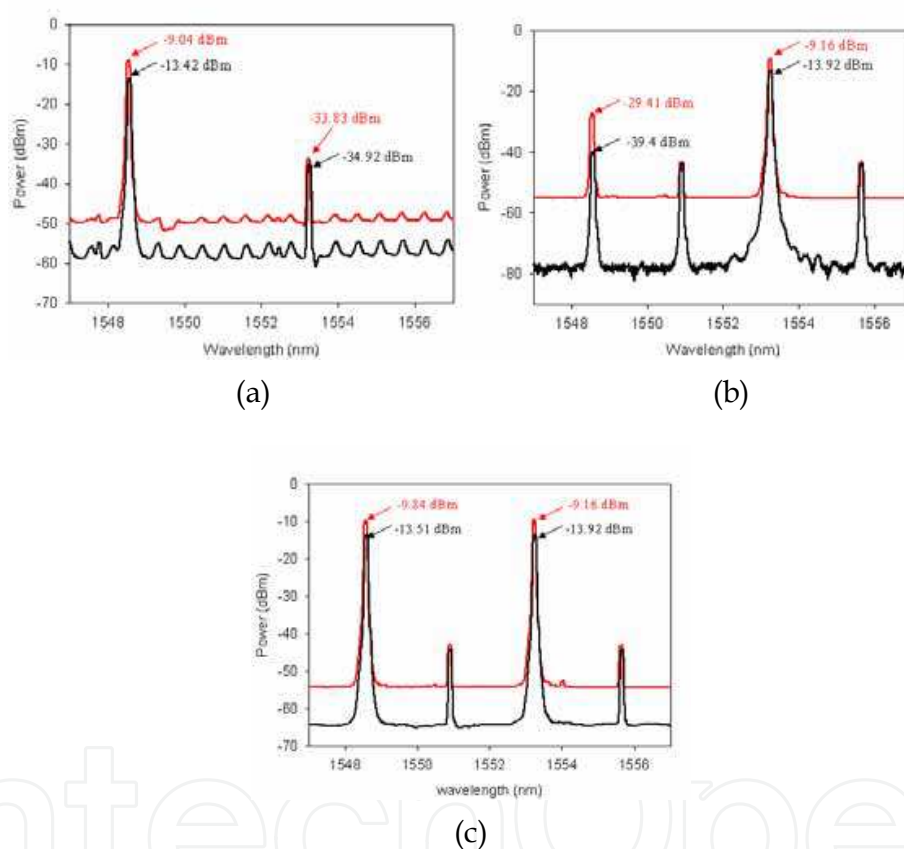 0
-10
-20
-30
-40
-50
-60
-70
Power (dBm)
-9.04 dBm
-13.42 dBm
-33.83 dBm
-34.92 dBm
1548 1550 1552 1554 1556
Wavelength (nm)
(a)
0
-20
-40
-60
-80
Power (dBm)
-9.16 dBm
-13.92 dBm
-29.41 dBm
-39.4 dBm
1548 1550 1552 1554 1556
Wavelength (nm)
(b)
0
-10
-20
-30
-40
-50
-60
-70
Power (dBm)
-9.84 dBm
-13.51 dBm
-9.16 dBm
-13.92 dBm
1548 1550 1552 1554 1556
wavelength (nm)
(c)